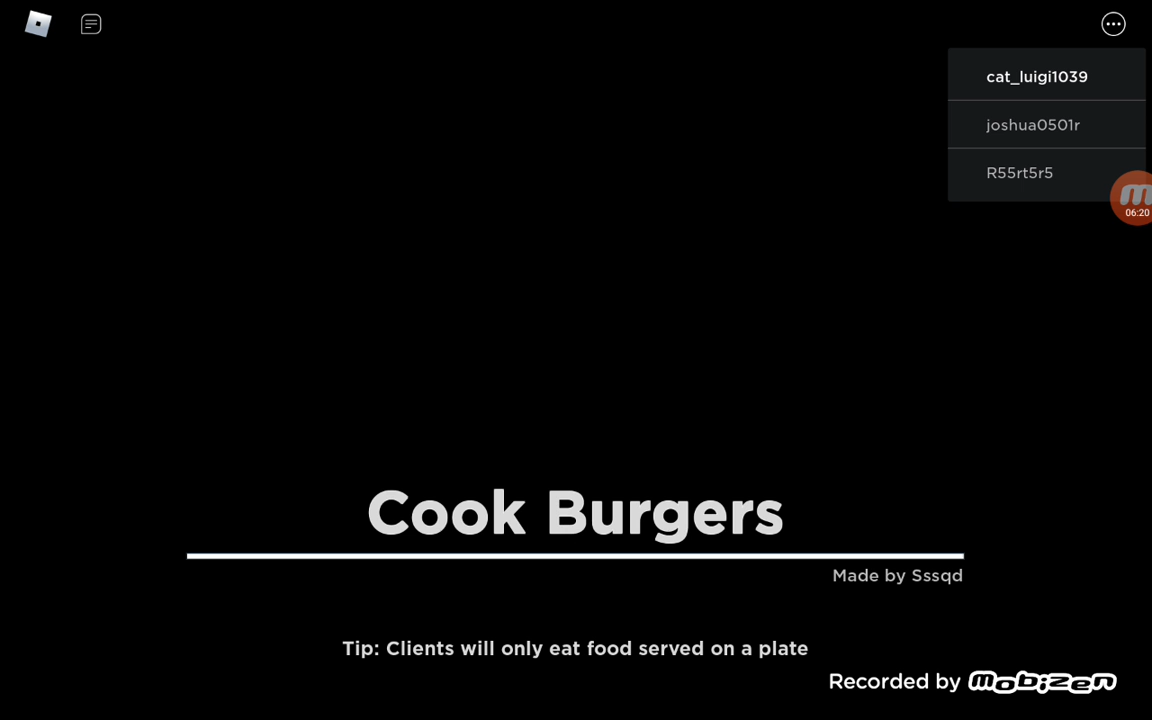 cat_luigi1039
joshua0501r
R55rt5r5
06:20
Cook Burgers
Made by Sssqd
Tip: Clients will only eat food served on a plate
Recorded by mobizen